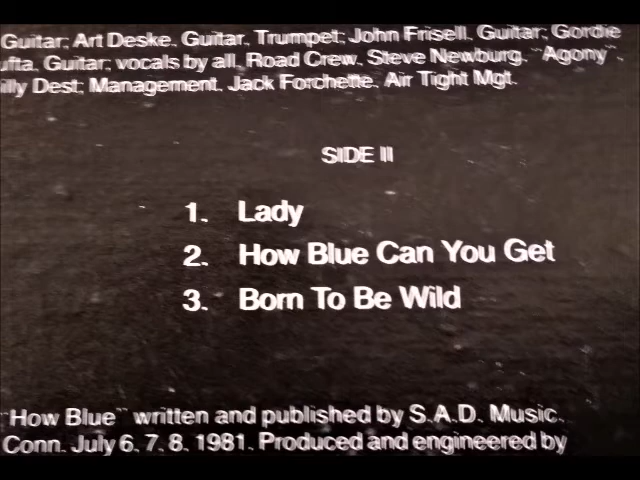 Guitar; Art Deske, Guitar, Trumpet; John Frisell, Guitar; Gordie
ufta, Guitar; vocals by all, Road Crew, Steve Newburg, "Agony",
illy Dest; Management, Jack Forchette, Air Tight Mgt.
SIDE II
1. Lady
2. How Blue Can You Get
3. Born To Be Wild
"How Blue" written and published by S.A.D. Music.
Conn. July 6, 7, 8, 1981. Produced and engineered by